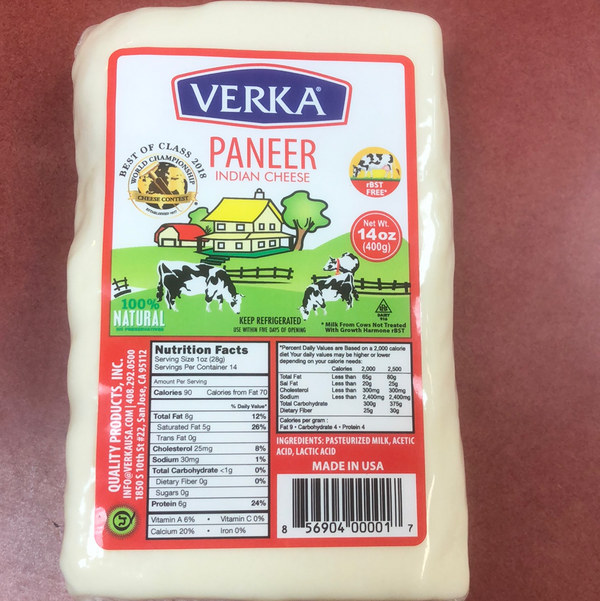 VERKA®
BEST OF CLASS 2018
WORLD CHAMPIONSHIP
CHEESE CONTEST
PANEER
INDIAN CHEESE
rBST
FREE*
Net Wt.
14oz
(400g)
100%
NATURAL
NO PRESERVATIVES
KEEP REFRIGERATED
USE WITHIN FIVE DAYS OF OPENING
DAIRY
* Milk From Cows Not Treated
With Growth Harmone rBST
QUALITY PRODUCTS, INC.
INFO@VERKAUSA.COM | 408.292.0500
1850 S 10th St #22, San Jose, CA 95112
Nutrition Facts
Serving Size 1oz (28g)
Servings Per Container 14
Amount Per Serving
Calories 90 Calories from Fat 70
% Daily Value*
Total Fat 8g 12%
Saturated Fat 5g 26%
Trans Fat 0g
Cholesterol 25mg 8%
Sodium 30mg 1%
Total Carbohydrate <1g 0%
Dietary Fiber 0g 0%
Sugars 0g
Protein 6g 24%
Vitamin A 6% • Vitamin C 0%
Calcium 20% • Iron 0%
*Percent Daily Values are Based on a 2,000 calorie
diet Your daily values may be higher or lower
depending on your calorie needs:
Calories 2,000 2,500
Total Fat Less than 65g 80g
Sat Fat Less than 20g 25g
Cholesterol Less than 300mg 300mg
Sodium Less than 2,400mg 2,400mg
Total Carbohydrate 300g 375g
Dietary Fiber 25g 30g
Calories per gram :
Fat 9 • Carbohydrate 4 • Protein 4
INGREDIENTS: PASTEURIZED MILK, ACETIC
ACID, LACTIC ACID
MADE IN USA
8 56904 00001 7